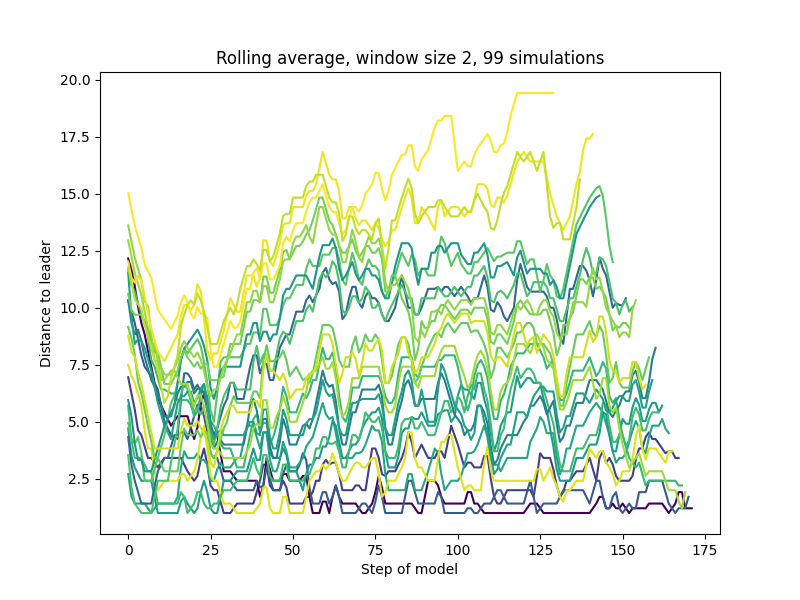 Rolling average, window size 2, 99 simulations
20.0
17.5
15.0
12.5
10.0
7.5
5.0
2.5
Distance to leader
0 25 50 75 100 125 150 175
Step of model